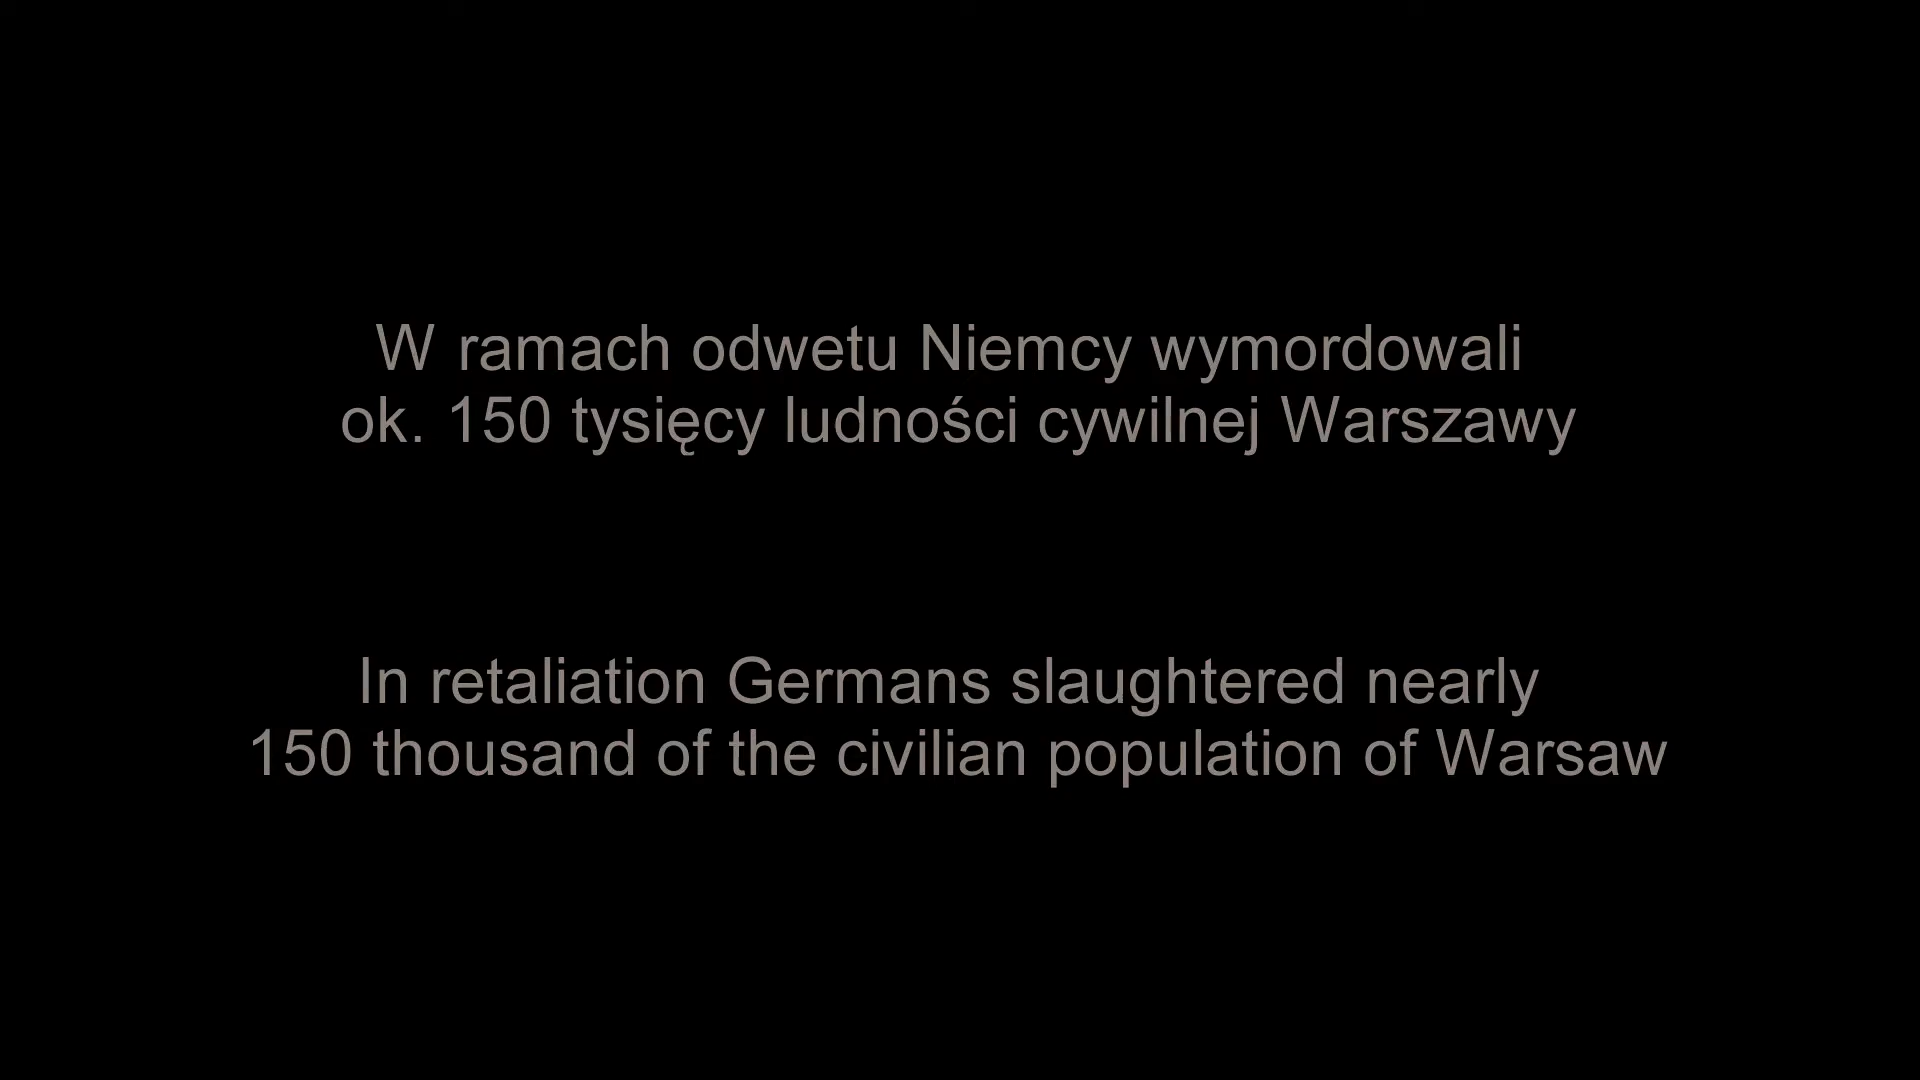 W ramach odwetu Niemcy wymordowali
ok. 150 tysięcy ludności cywilnej Warszawy
In retaliation Germans slaughtered nearly
150 thousand of the civilian population of Warsaw